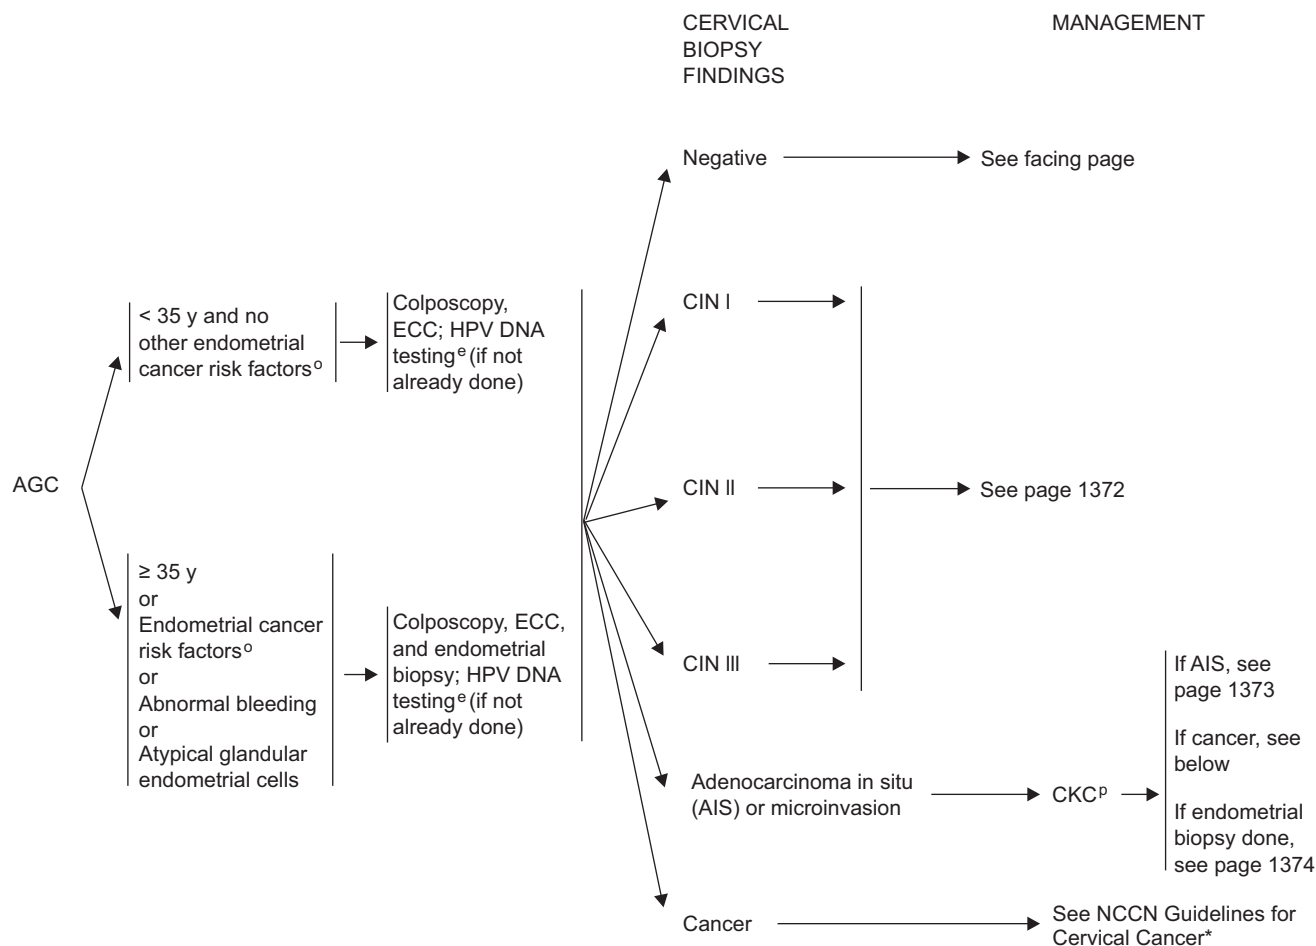 CERVICAL
BIOPSY
FINDINGS
MANAGEMENT
Negative
See facing page
< 35 y and no
other endometrial
cancer risk factorsᵒ
Colposcopy,
ECC; HPV DNA
testingᵉ (if not
already done)
CIN I
AGC
CIN II
See page 1372
≥ 35 y
or
Endometrial cancer
risk factorsᵒ
or
Abnormal bleeding
or
Atypical glandular
endometrial cells
Colposcopy, ECC,
and endometrial
biopsy; HPV DNA
testingᵉ (if not
already done)
CIN III
Adenocarcinoma in situ
(AIS) or microinvasion
CKCᵖ
If AIS, see
page 1373
If cancer, see
below
If endometrial
biopsy done,
see page 1374
Cancer
See NCCN Guidelines for
Cervical Cancer*